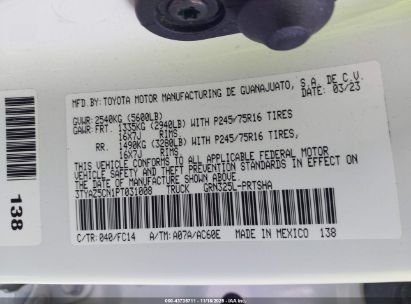 MFD.BY:TOYOTA MOTOR MANUFACTURING DE GUANAJUATO, S.A. DE C.V.
DATE: 03/23
GVWR:2540KG (5600LB)
GAWR:FRT. 1335KG (2940LB) WITH P245/75R16 TIRES
16X7J RIMS
RR. 1490KG (3280LB) WITH P245/75R16 TIRES,
16X7J RIMS
THIS VEHICLE CONFORMS TO ALL APPLICABLE FEDERAL MOTOR
VEHICLE SAFETY AND THEFT PREVENTION STANDARDS IN EFFECT ON
THE DATE OF MANUFACTURE SHOWN ABOVE.
3TYAZ5CN1PT031008 TRUCK GRN325L-PRTSHA
C/TR:040/FC14 A/TM:A07A/AC60E MADE IN MEXICO 138
138